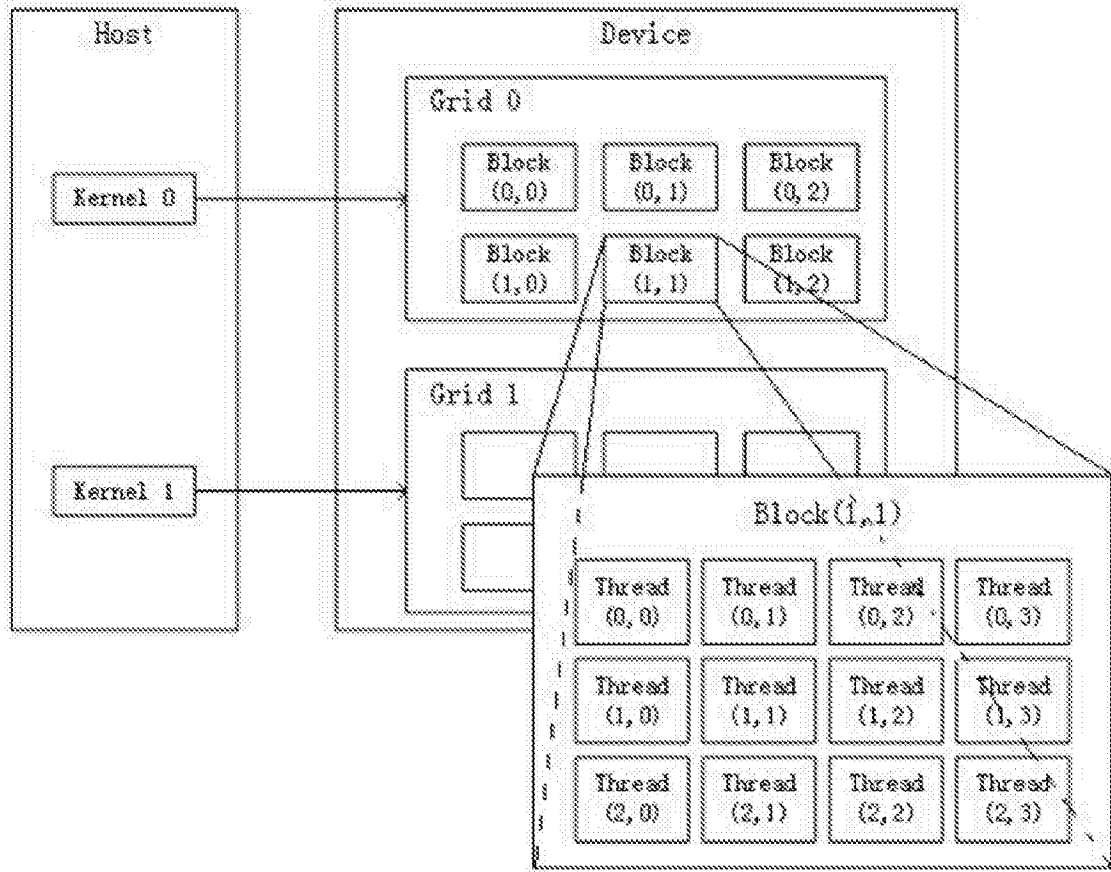 Host
Device
Grid 0
Kernel 0
Block Block Block
(0,0) (0,1) (0,2)
Block Block Block
(1,0) (1,1) (1,2)
Grid 1
Kernel 1
Block(1,1)
Thread Thread Thread Thread
(0,0) (0,1) (0,2) (0,3)
Thread Thread Thread Thread
(1,0) (1,1) (1,2) (1,3)
Thread Thread Thread Thread
(2,0) (2,1) (2,2) (2,3)